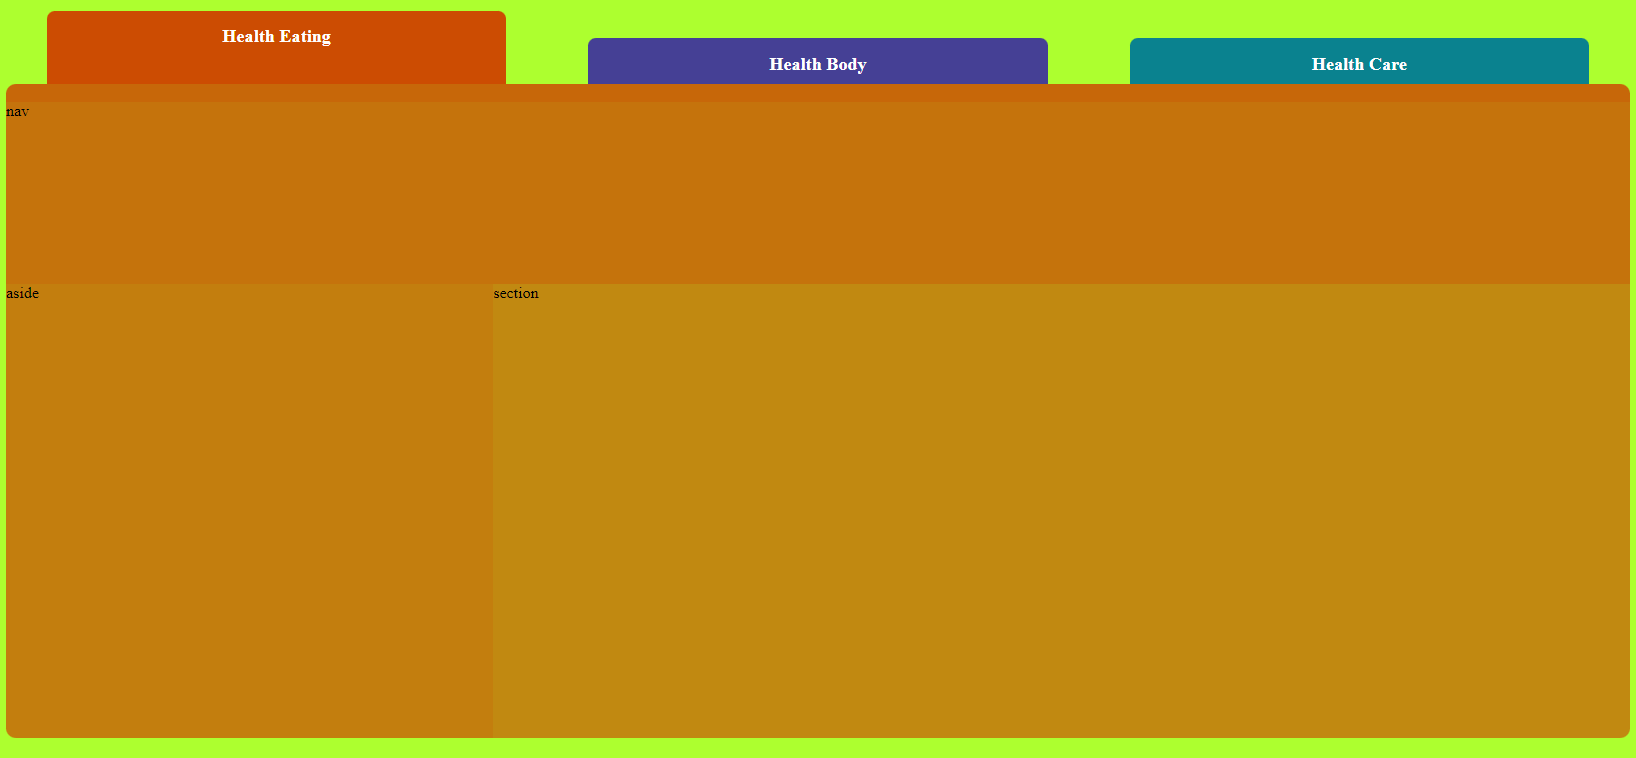 Health Eating
Health Body
Health Care
nav
aside
section